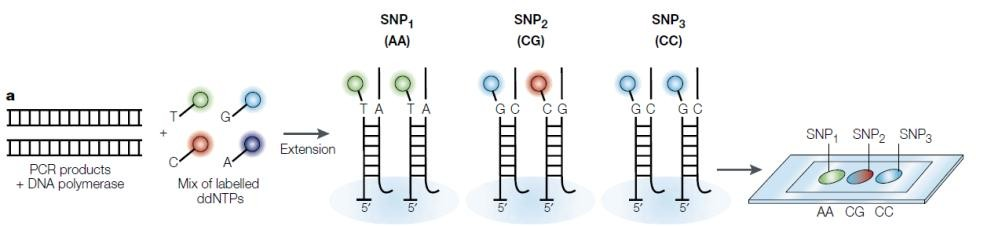 a
PCR products
+ DNA polymerase
+
T G
C A
Mix of labelled
ddNTPs
Extension
SNP1
(AA)
T A T A
5′ 5′
SNP2
(CG)
G C C G
5′ 5′
SNP3
(CC)
G C G C
5′ 5′
SNP1 SNP2 SNP3
AA CG CC